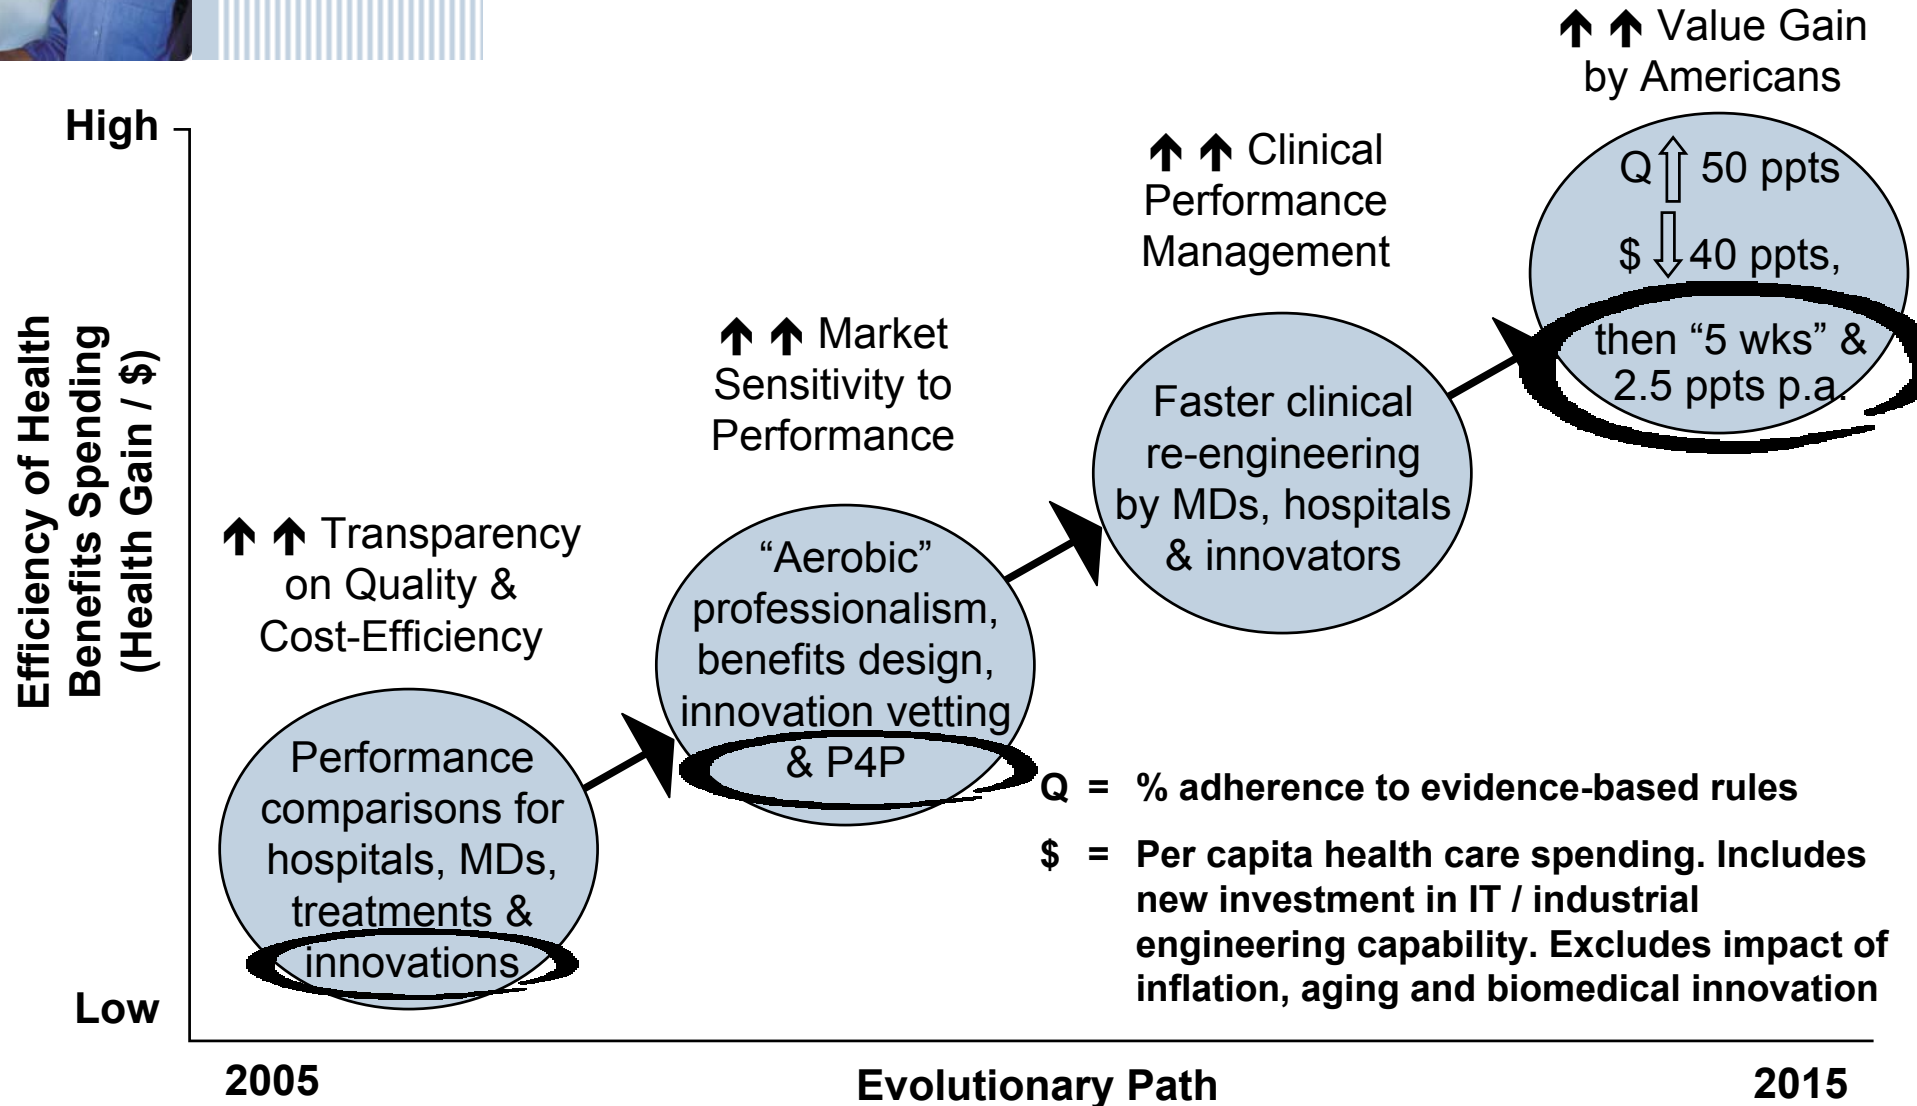 ↑ ↑ Value Gain
by Americans
High
Q ⇧ 50 ppts
$ ⇩ 40 ppts,
then “5 wks” &
2.5 ppts p.a.
↑ ↑ Clinical
Performance
Management
Faster clinical
re-engineering
by MDs, hospitals
& innovators
↑ ↑ Market
Sensitivity to
Performance
“Aerobic”
professionalism,
benefits design,
innovation vetting
& P4P
↑ ↑ Transparency
on Quality &
Cost-Efficiency
Performance
comparisons for
hospitals, MDs,
treatments &
innovations
Efficiency of Health
Benefits Spending
(Health Gain / $)
Q = % adherence to evidence-based rules
$ = Per capita health care spending. Includes
new investment in IT / industrial
engineering capability. Excludes impact of
inflation, aging and biomedical innovation
Low
2005
Evolutionary Path
2015